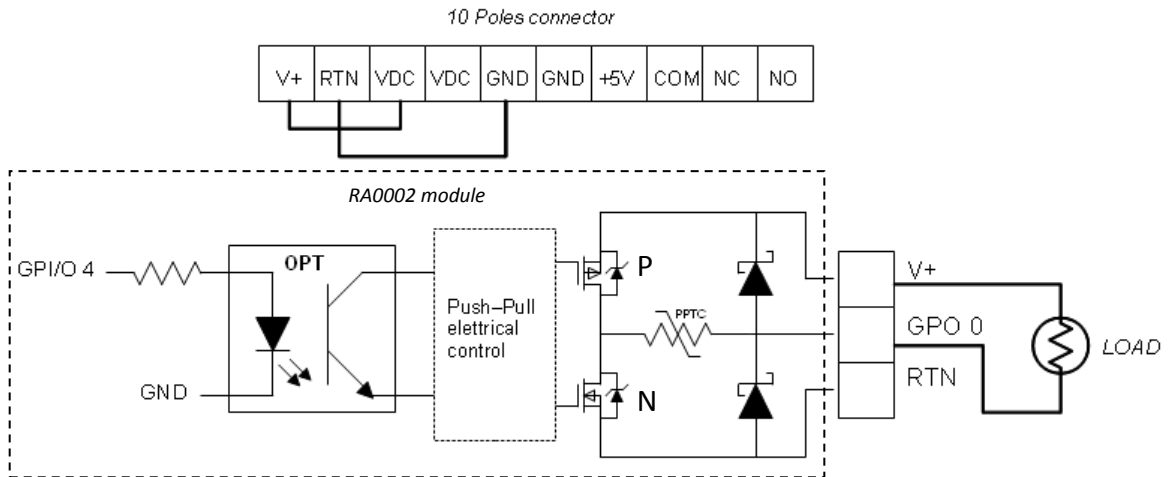 10 Poles connector
V+ RTN VDC VDC GND GND +5V COM NC NO
RA0002 module
GPI/O 4
OPT
GND
Push-Pull
elettrical
control
P
PPTC
N
V+
GPO 0
RTN
LOAD